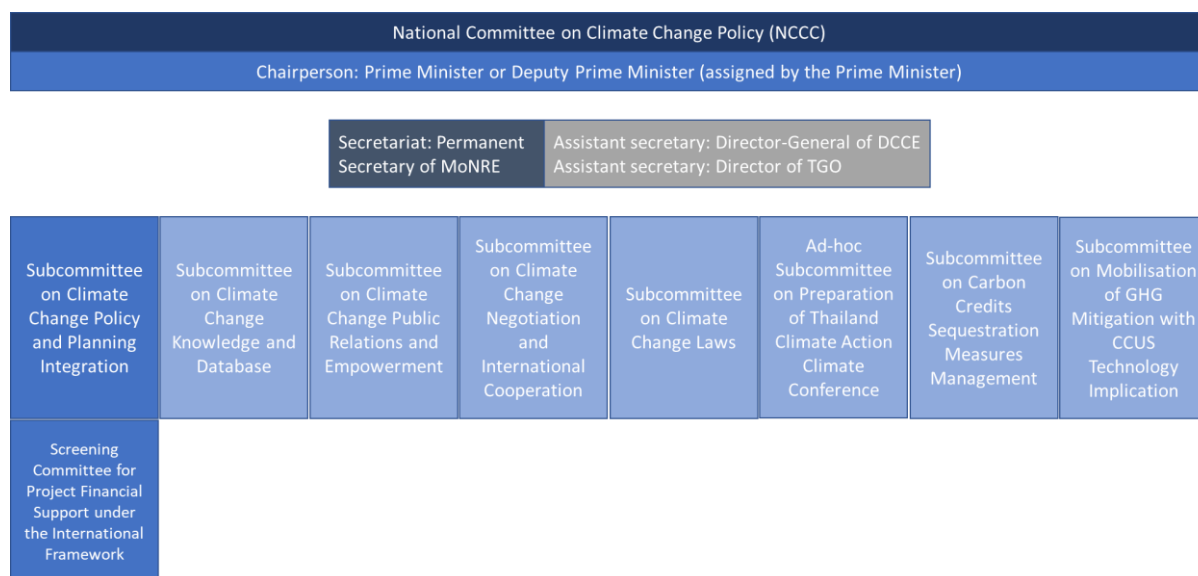 National Committee on Climate Change Policy (NCCC)
Chairperson: Prime Minister or Deputy Prime Minister (assigned by the Prime Minister)
Secretariat: Permanent
Secretary of MoNRE
Assistant secretary: Director-General of DCCE
Assistant secretary: Director of TGO
Subcommittee
on Climate
Change Policy
and Planning
Integration
Subcommittee
on Climate
Change
Knowledge and
Database
Subcommittee
on Climate
Change Public
Relations and
Empowerment
Subcommittee
on Climate
Change
Negotiation
and
International
Cooperation
Subcommittee
on Climate
Change Laws
Ad-hoc
Subcommittee
on Preparation
of Thailand
Climate Action
Climate
Conference
Subcommittee
on Carbon
Credits
Sequestration
Measures
Management
Subcommittee
on Mobilisation
of GHG
Mitigation with
CCUS
Technology
Implication
Screening
Committee for
Project Financial
Support under
the International
Framework